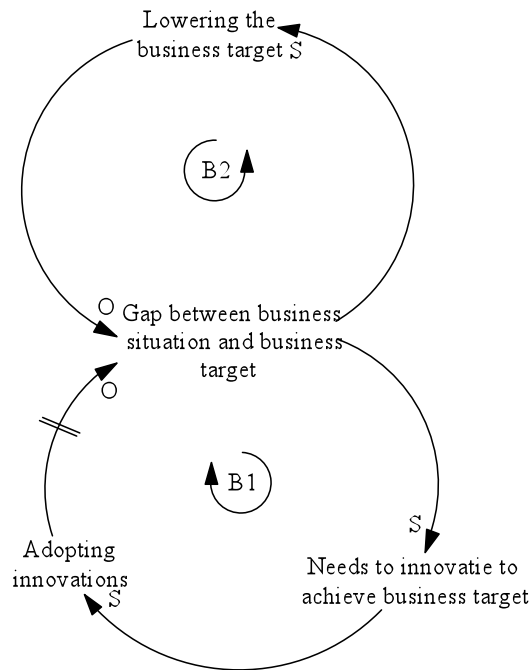 Lowering the
business target S
B2
O
Gap between business
situation and business
target
O
B1
S
Adopting
innovations
S
Needs to innovatie to
achieve business target